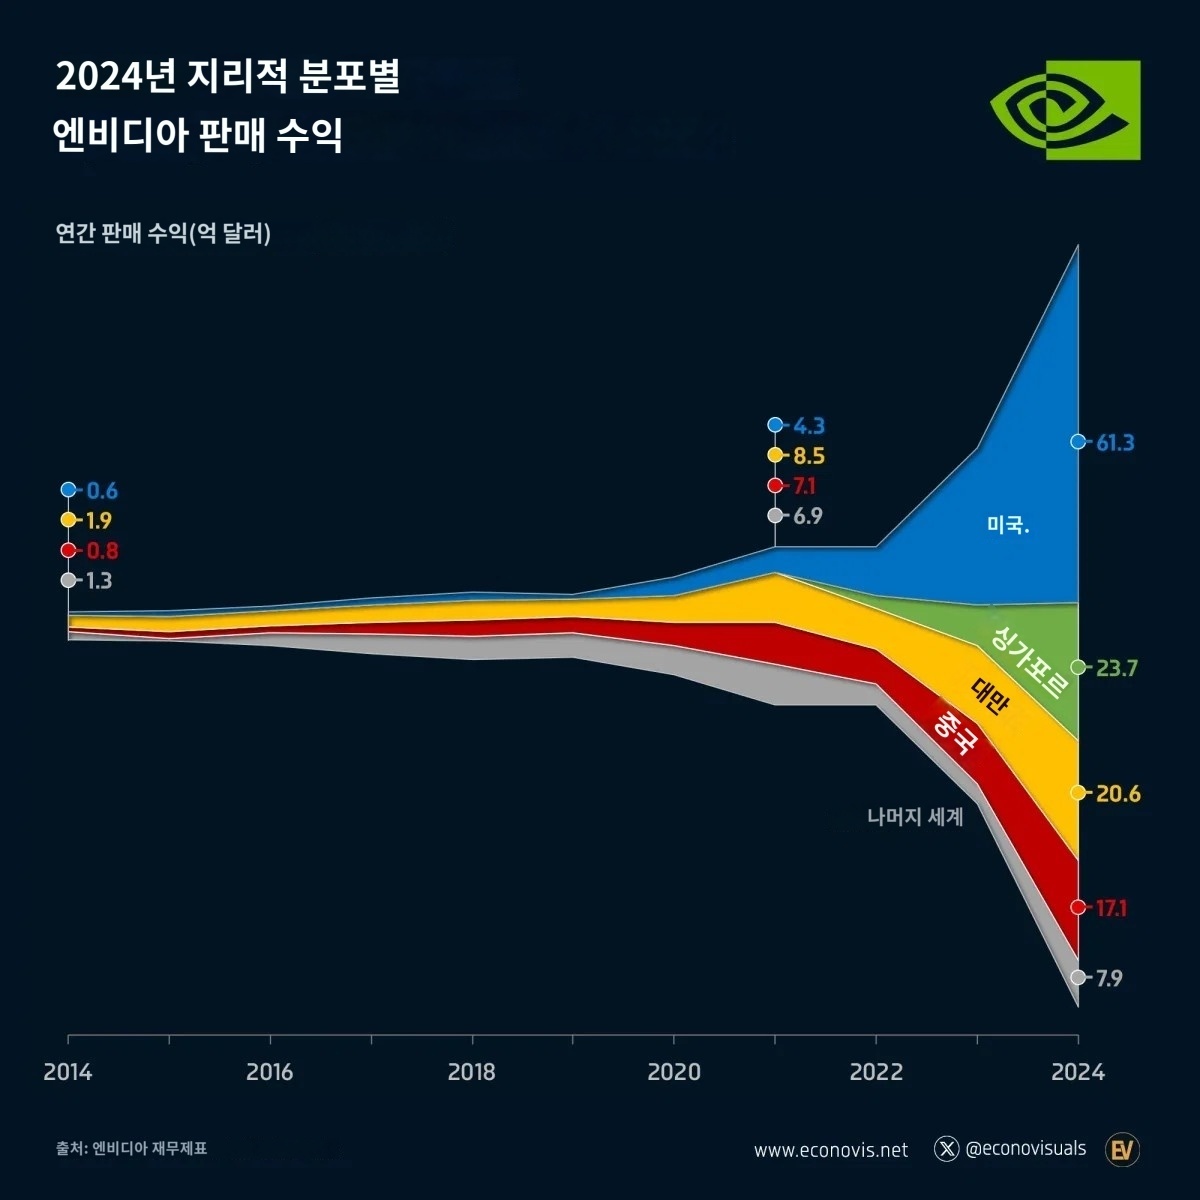 2024년 지리적 분포별
엔비디아 판매 수익
연간 판매 수익(억 달러)
0.6
1.9
0.8
1.3
4.3
8.5
7.1
6.9
61.3
미국.
싱가포르
23.7
대만
중국
20.6
나머지 세계
17.1
7.9
2014 2016 2018 2020 2022 2024
출처: 엔비디아 재무제표
www.econovis.net
@econovisuals
EV